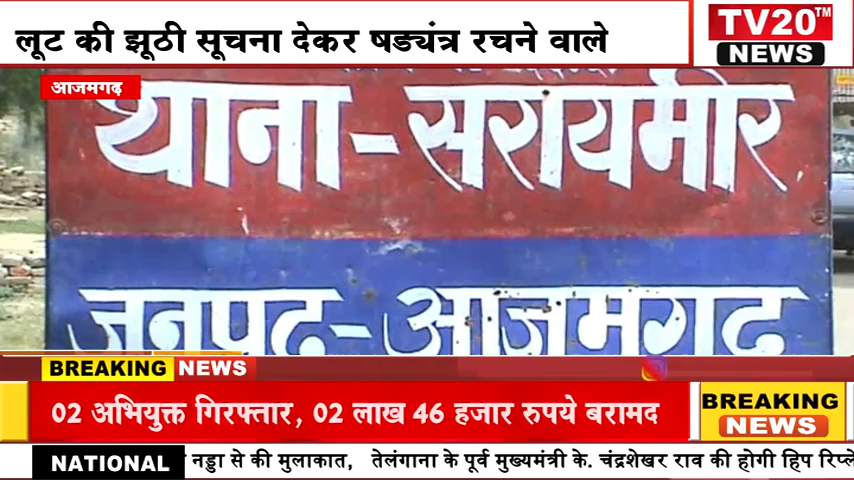 लूट की झूठी सूचना देकर षड्यंत्र रचने वाले
TV20™
NEWS
आजमगढ़
थाना-सरायमीर
जनपद-आजमगढ़
BREAKING NEWS
02 अभियुक्त गिरफ्तार, 02 लाख 46 हजार रुपये बरामद
BREAKING
NEWS
NATIONAL
नड्डा से की मुलाकात, तेलंगाना के पूर्व मुख्यमंत्री के. चंद्रशेखर राव की होगी हिप